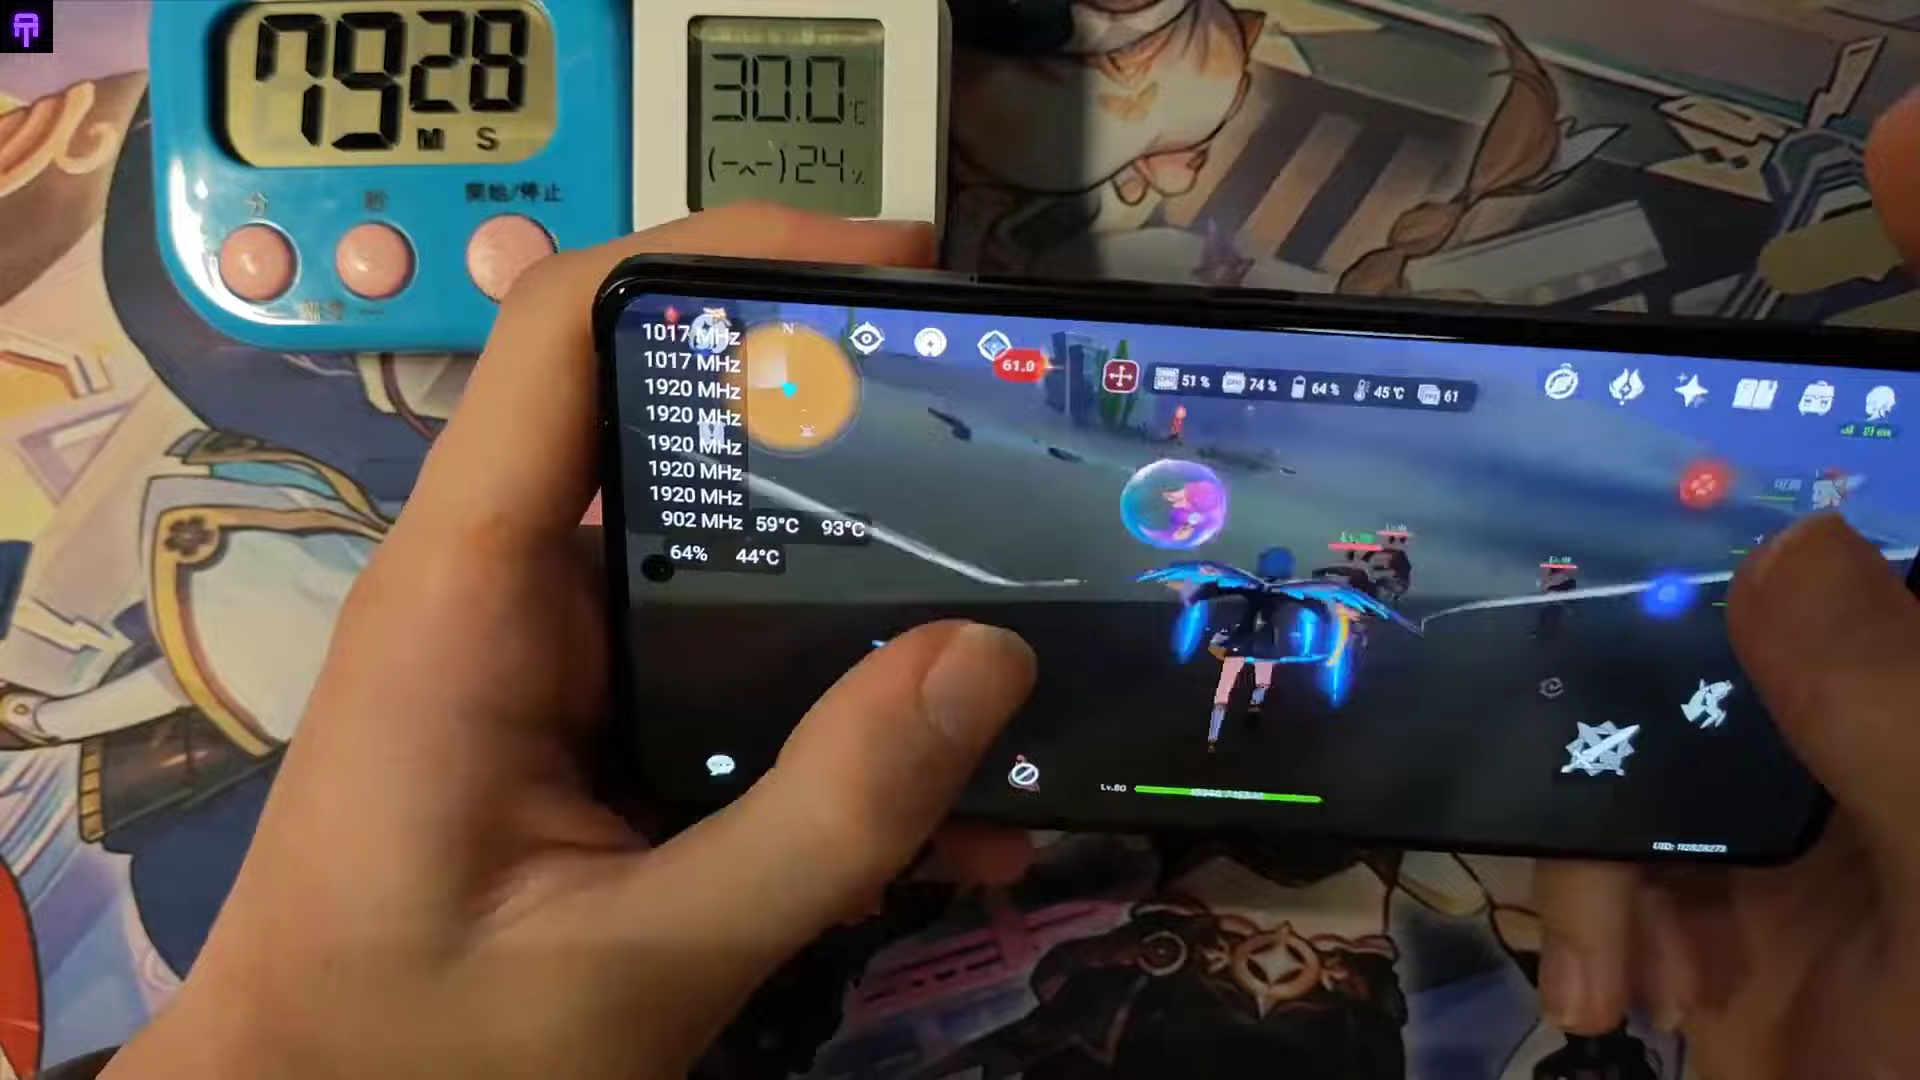 7928
M S
30.0°C
(-^-)24%
分 秒 開始/停止
1017 MHz
1017 MHz
1920 MHz
1920 MHz
1920 MHz
1920 MHz
1920 MHz
902 MHz 59°C 93°C
64% 44°C
N
61.0
51 % 74 % 64 % 45 °C 61
Lv.80